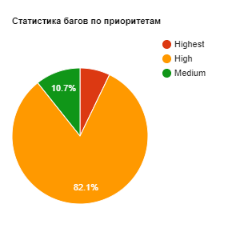 Статистика багов по приоритетам
Highest
High
Medium
10.7%
82.1%